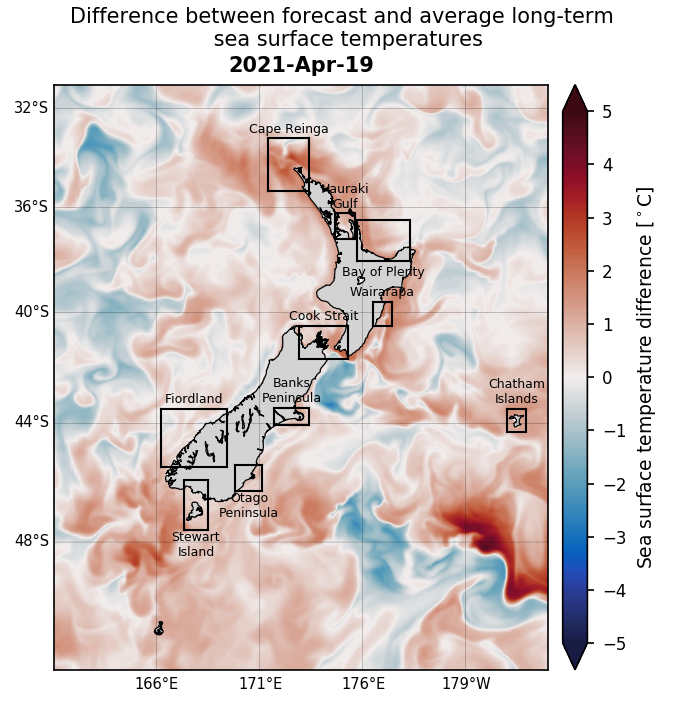 Difference between forecast and average long-term
sea surface temperatures
2021-Apr-19
32°S
36°S
40°S
44°S
48°S
166°E
171°E
176°E
179°W
Cape Reinga
Hauraki
Gulf
Bay of Plenty
Wairarapa
Cook Strait
Banks
Peninsula
Chatham
Islands
Fiordland
Otago
Peninsula
Stewart
Island
5
4
3
2
1
0
−1
−2
−3
−4
−5
Sea surface temperature difference [°C]